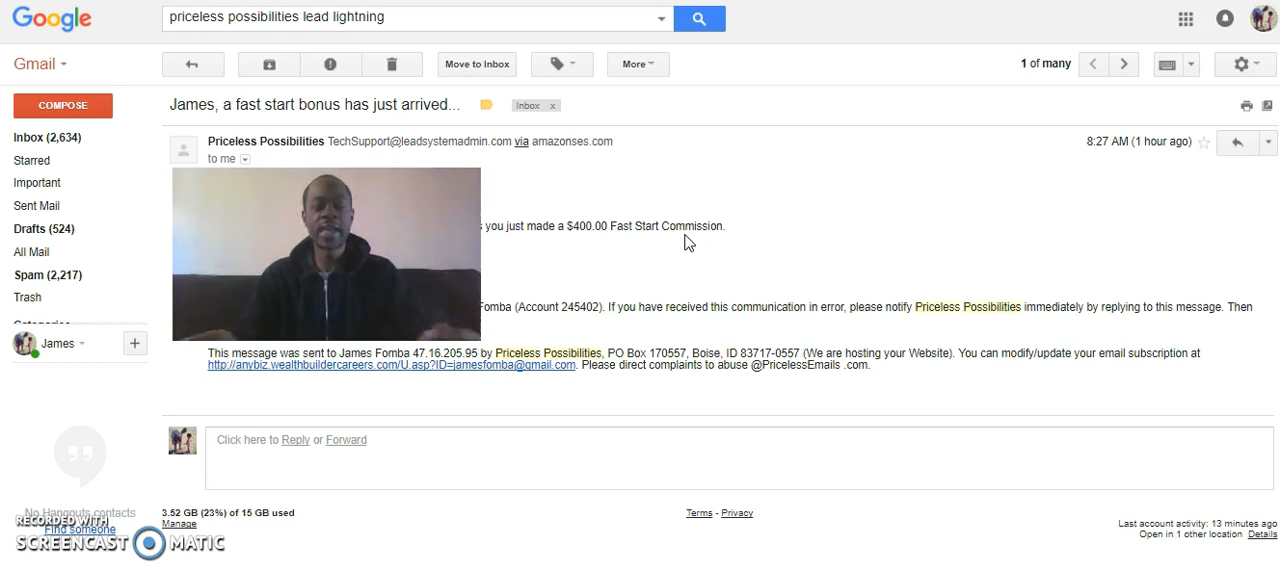 Google
priceless possibilities lead lightning
Gmail
Move to Inbox
More
1 of many
COMPOSE
James, a fast start bonus has just arrived...
Inbox x
Inbox (2,634)
Starred
Important
Sent Mail
Drafts (524)
All Mail
Spam (2,217)
Trash
Priceless Possibilities TechSupport@leadsystemadmin.com via amazonses.com
8:27 AM (1 hour ago)
to me
you just made a $400.00 Fast Start Commission.
Fomba (Account 245402). If you have received this communication in error, please notify Priceless Possibilities immediately by replying to this message. Then
James
This message was sent to James Fomba 47.16.205.95 by Priceless Possibilities, PO Box 170557, Boise, ID 83717-0557 (We are hosting your Website). You can modify/update your email subscription at
http://anybiz.wealthbuildercareers.com/U.asp?ID=jamesfomba@gmail.com. Please direct complaints to abuse @PricelessEmails .com.
Click here to Reply or Forward
No Hangouts contacts
Find someone
3.52 GB (23%) of 15 GB used
Manage
Terms - Privacy
Last account activity: 13 minutes ago
Open in 1 other location Details
RECORDED WITH
SCREENCAST MATIC